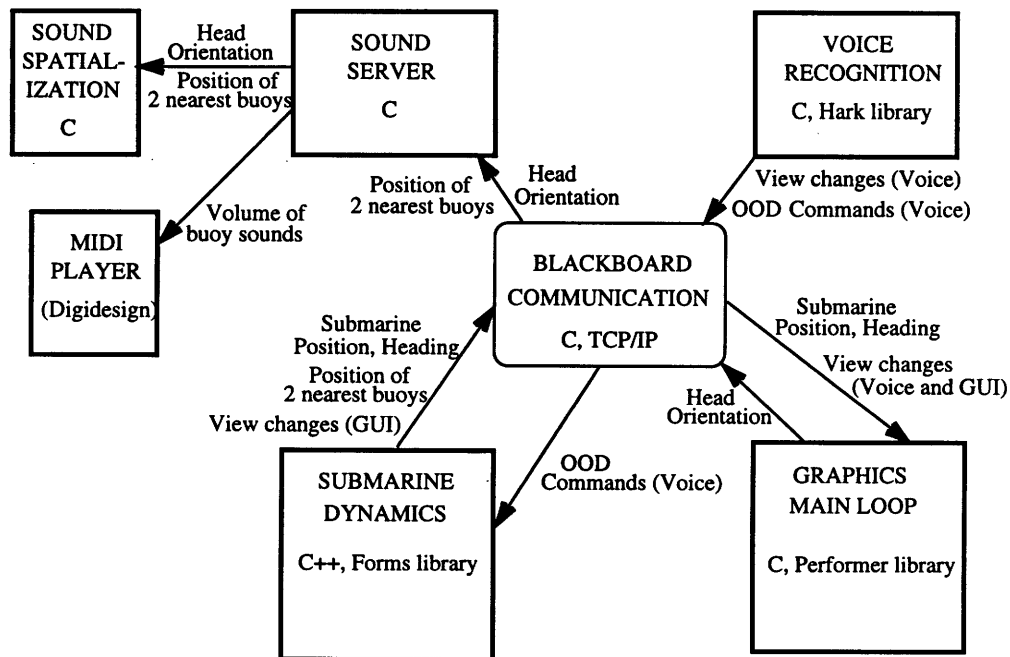 SOUND
SPATIAL-
IZATION
C
Head
Orientation
Position of
2 nearest buoys
SOUND
SERVER
C
VOICE
RECOGNITION
C, Hark library
Volume of
buoy sounds
MIDI
PLAYER
(Digidesign)
Position of
2 nearest buoys
Head
Orientation
View changes (Voice)
OOD Commands (Voice)
BLACKBOARD
COMMUNICATION
C, TCP/IP
Submarine
Position, Heading
Position of
2 nearest buoys
View changes (GUI)
Submarine
Position, Heading
View changes
(Voice and GUI)
Head
Orientation
OOD
Commands (Voice)
SUBMARINE
DYNAMICS
C++, Forms library
GRAPHICS
MAIN LOOP
C, Performer library